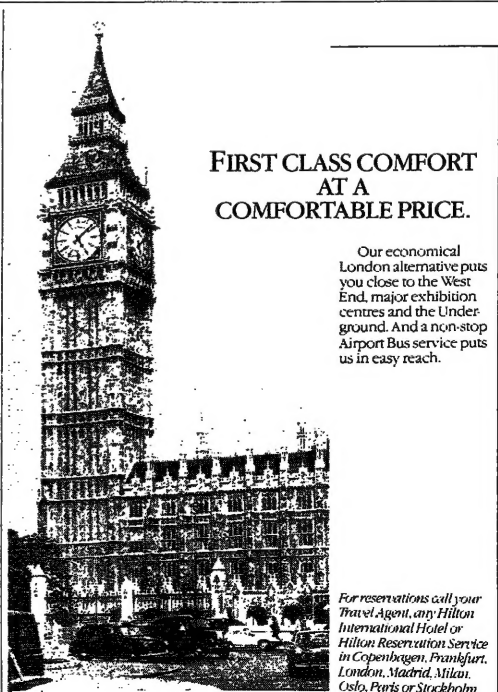 FIRST CLASS COMFORT
AT A
COMFORTABLE PRICE.
Our economical
London alternative puts
you close to the West
End, major exhibition
centres and the Under-
ground. And a non-stop
Airport Bus service puts
us in easy reach.
For reservations call your
Travel Agent, any Hilton
International Hotel or
Hilton Reservation Service
in Copenhagen, Frankfurt,
London, Madrid, Milan,
Oslo, Paris or Stockholm